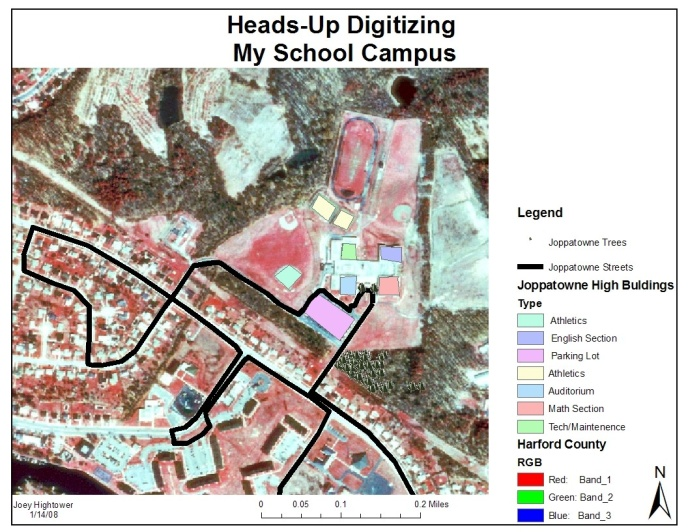 Heads-Up Digitizing
My School Campus
Legend
Joppatowne Trees
Joppatowne Streets
Joppatowne High Buldings
Type
Athletics
English Section
Parking Lot
Athletics
Auditorium
Math Section
Tech/Maintenence
Harford County
RGB
Red: Band_1
Green: Band_2
Blue: Band_3
N
Joey Hightower
1/14/08
0 0.05 0.1 0.2 Miles